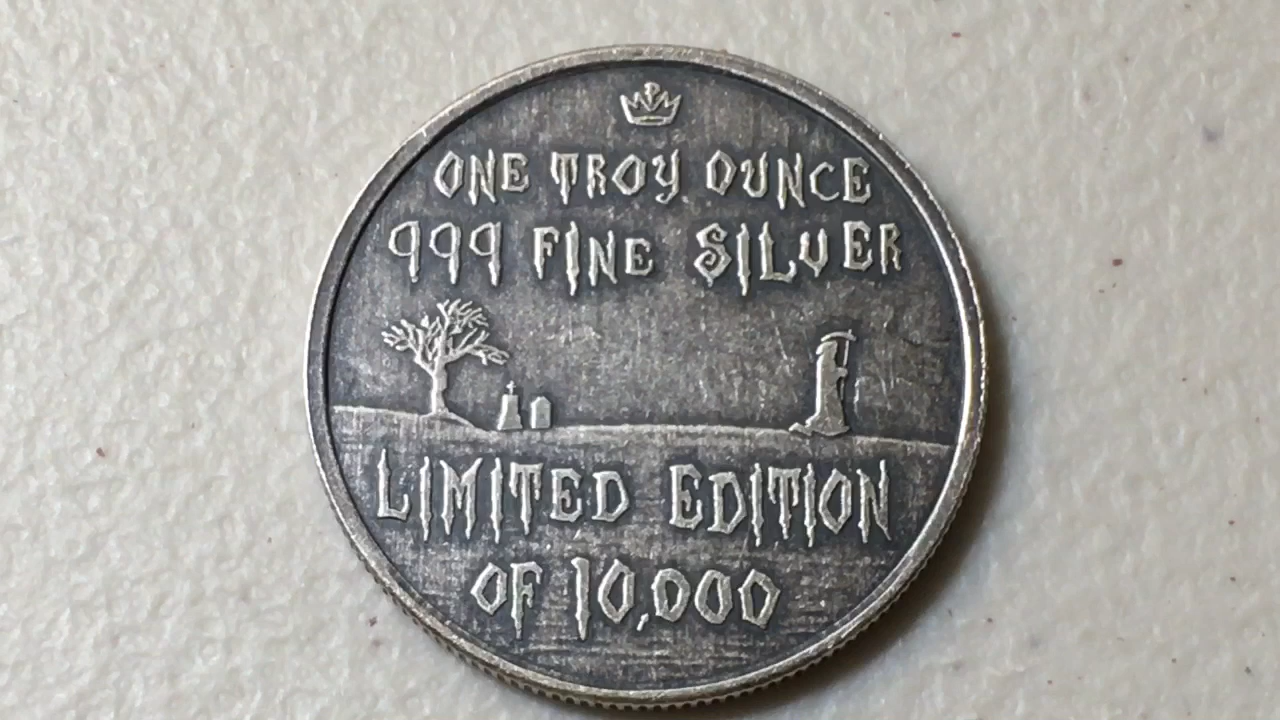 ONE TROY OUNCE
999 FINE SILVER
LIMITED EDITION
OF 10,000